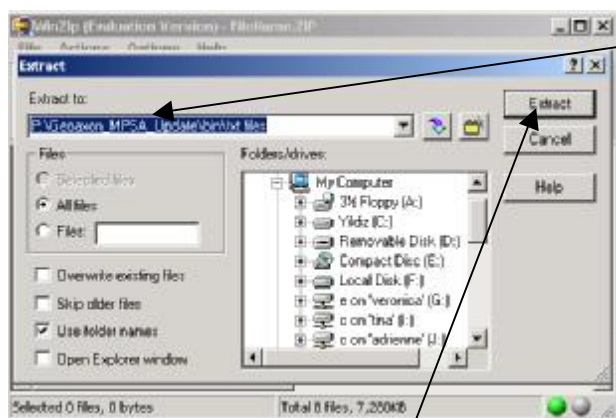 WinZip (Evaluation Version) - FileName.ZIP
File Actions Options Help
Extract
Extract to:
Extract
P:\Geoaxon_MPSA_Update\bin\txt files
Cancel
Files
Folders/drives:
Selected files
My Computer
Help
All files
3½ Floppy (A:)
Files:
Yildiz (C:)
Removable Disk (D:)
Compact Disc (E:)
Overwrite existing files
Local Disk (F:)
Skip older files
e on 'veronica' (G:)
Use folder names
c on 'tina' (I:)
Open Explorer window
c on 'adrienne' (J:)
Selected 0 files, 0 bytes
Total 8 files, 7,280KB